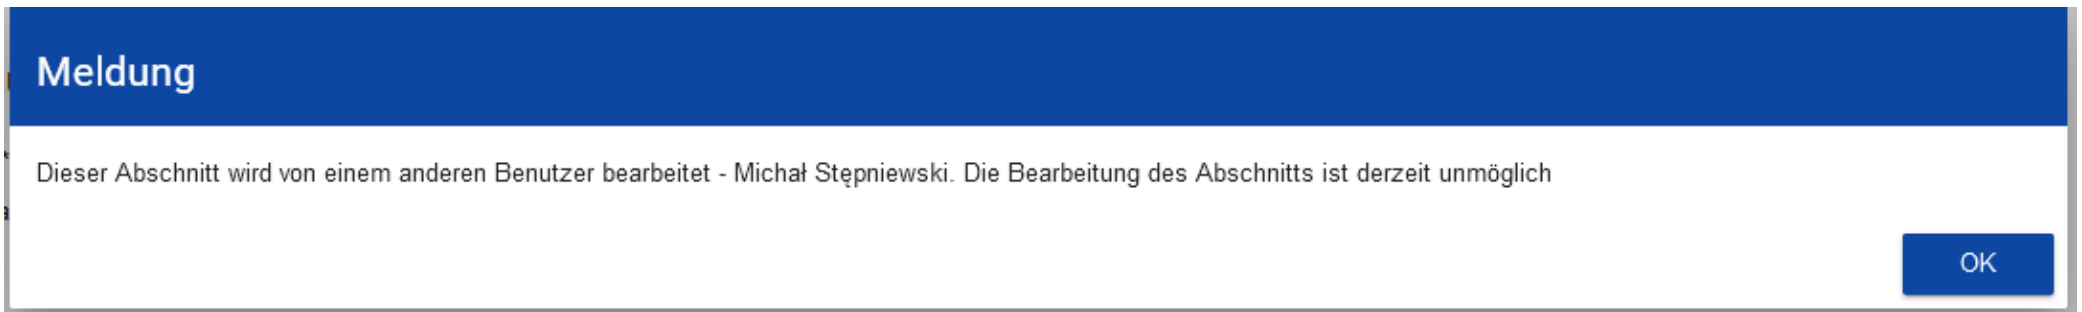 Meldung
Dieser Abschnitt wird von einem anderen Benutzer bearbeitet - Michał Stępniewski. Die Bearbeitung des Abschnitts ist derzeit unmöglich
OK